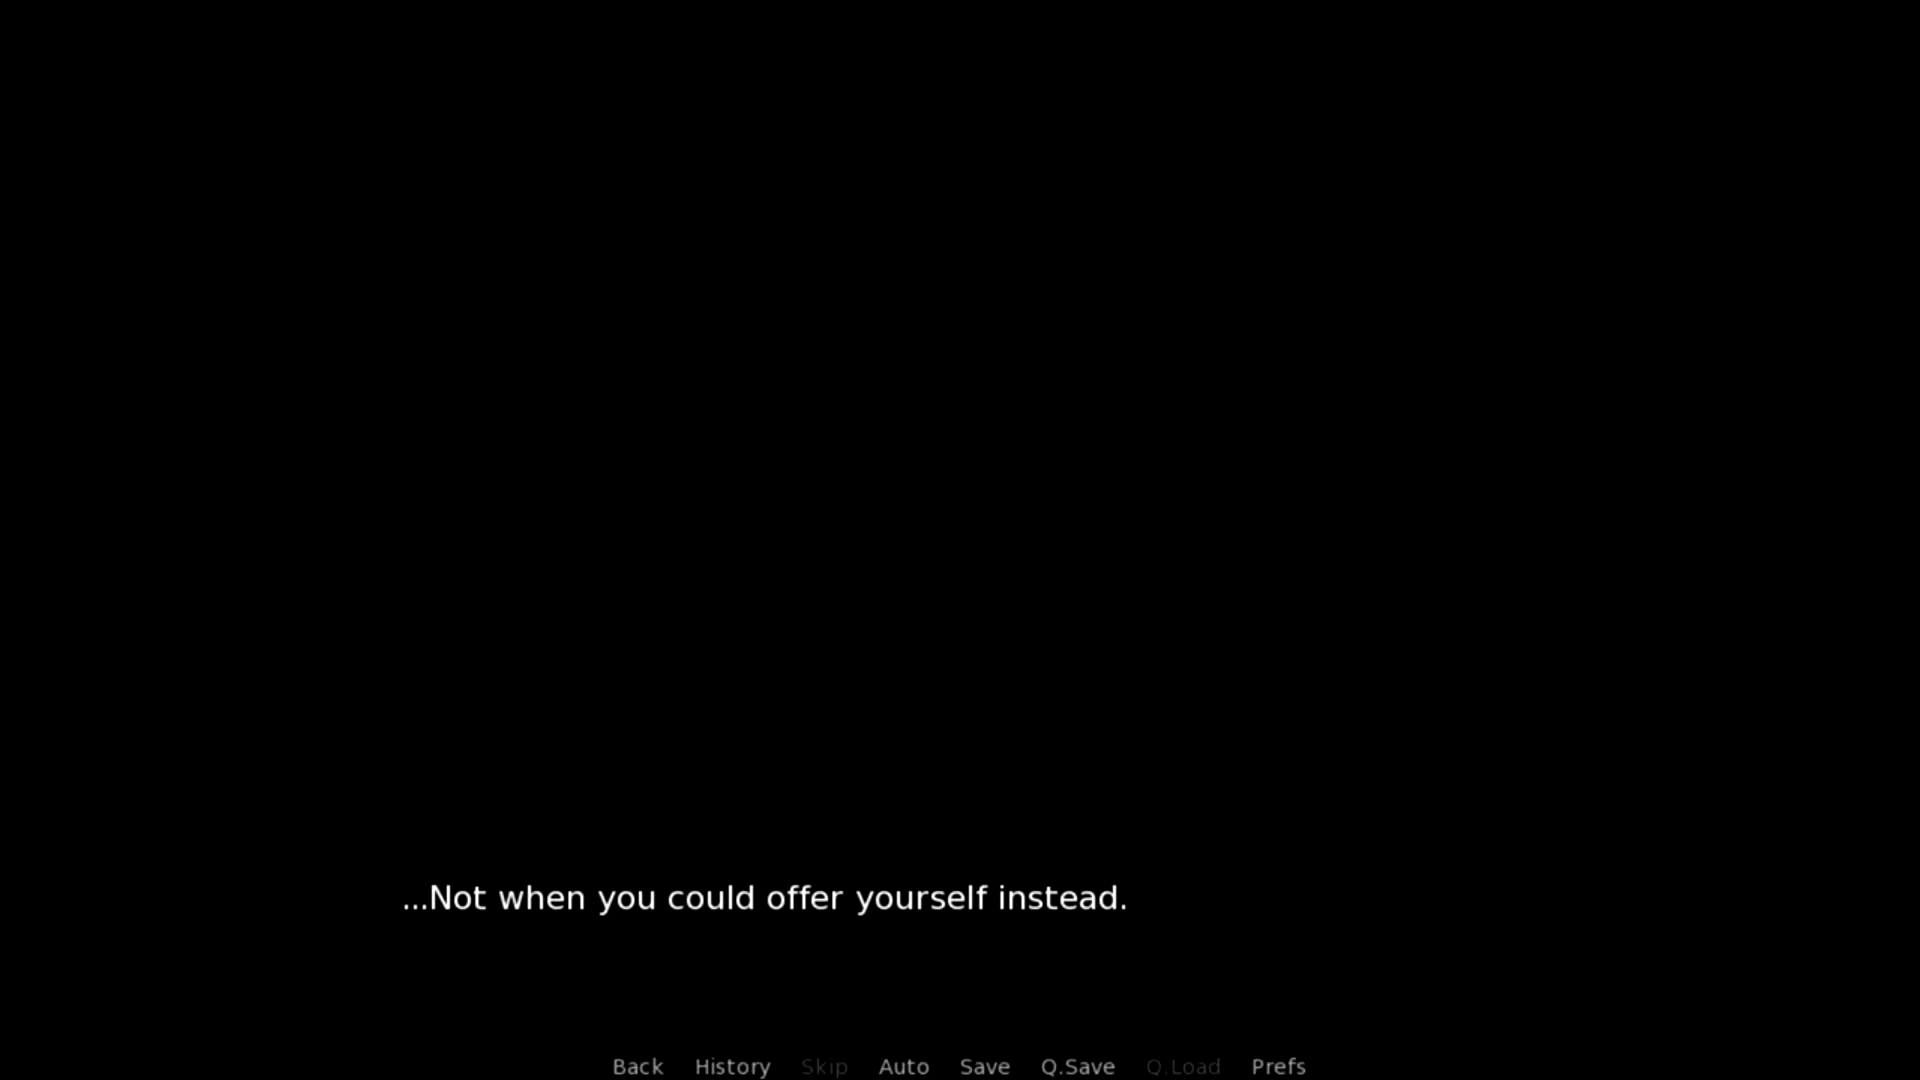 ...Not when you could offer yourself instead.
Back History Skip Auto Save Q.Save Q.Load Prefs